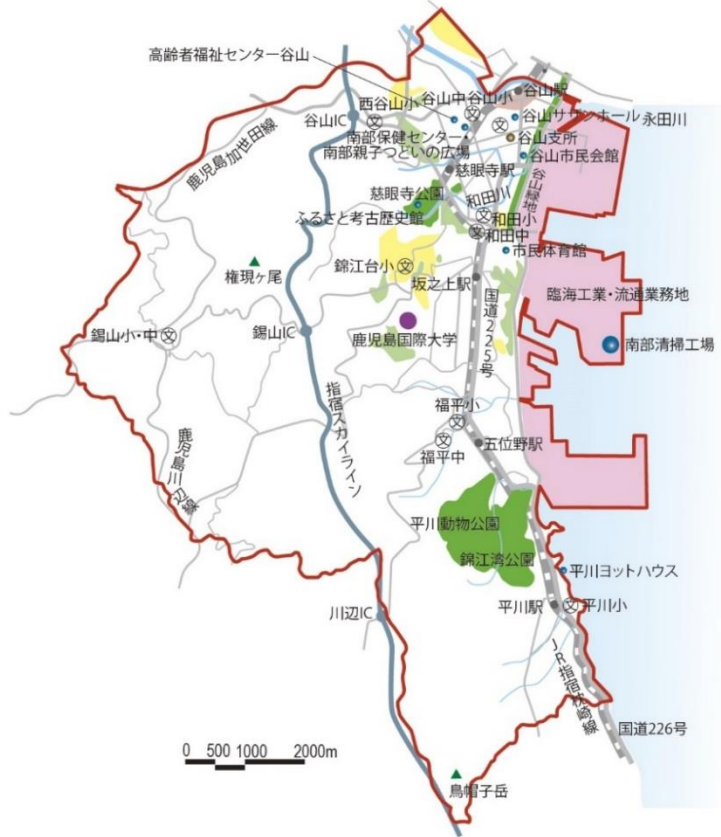 高齢者福祉センター谷山
谷山駅
西谷山小
谷山中
谷山小
谷山サザンホール
永田川
谷山IC
南部保健センター
谷山支所
南部親子つどいの広場
谷山市民会館
鹿児島加世田線
慈眼寺駅
谷山緑地
慈眼寺公園
和田川
ふるさと考古歴史館
和田小
和田中
市民体育館
権現ヶ尾
錦江台小
坂之上駅
国道225号
臨海工業・流通業務地
錫山小・中
錫山IC
鹿児島国際大学
南部清掃工場
指宿スカイライン
福平小
鹿児島川辺線
福平中
五位野駅
平川動物公園
錦江湾公園
平川ヨットハウス
川辺IC
平川駅
平川小
JR指宿枕崎線
国道226号
0 500 1000 2000m
烏帽子岳